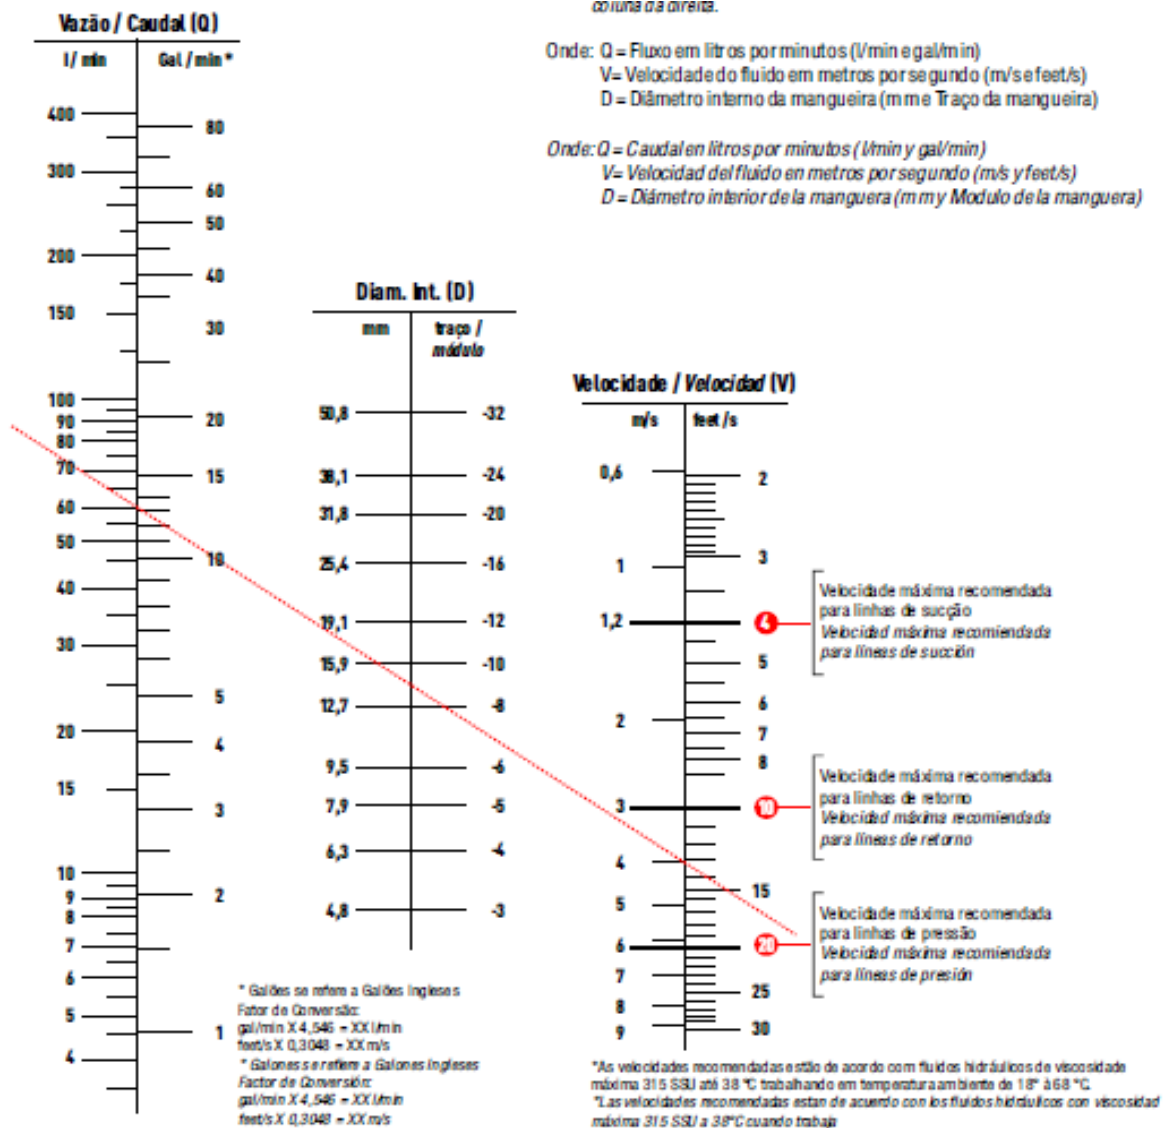 coluna da direita.
Onde: Q = Fluxo em litros por minutos (l/min e gal/min)
V= Velocidade do fluido em metros por segundo (m/s e feet/s)
D = Diâmetro interno da mangueira (mm e Traço da mangueira)
Onde: Q = Caudal en litros por minutos (l/min y gal/min)
V= Velocidad del fluido en metros por segundo (m/s y feet/s)
D = Diámetro interior de la manguera (mm y Modulo de la manguera)
Vazão / Caudal (Q)
l/ min Gal / min *
400
80
300
60
50
200
40
150
30
100
90
20
80
70
15
60
50
10
40
30
5
20
4
15
3
10
9
2
8
7
6
5
1
4
Diam. Int. (D)
mm traço /
módulo
50,8 -32
38,1 -24
31,8 -20
25,4 -16
19,1 -12
15,9 -10
12,7 -8
9,5 -6
7,9 -5
6,3 -4
4,8 -3
Velocidade / Velocidad (V)
m/s feet/s
0,6 2
3
1
1,2 4
5
6
2
7
8
3 10
4
15
5
6 20
7
25
8
9 30
Velocidade máxima recomendada
para linhas de sucção
Velocidad máxima recomiendada
para líneas de succión
Velocidade máxima recomendada
para linhas de retorno
Velocidad máxima recomiendada
para líneas de retorno
Velocidade máxima recomendada
para linhas de pressão
Velocidad máxima recomiendada
para líneas de presión
* Galões se refere a Galões Ingleses
Fator de Conversão:
gal/min X 4,546 = XX l/min
feet/s X 0,3048 = XX m/s
* Galones se refiere a Galones Ingleses
Factor de Conversión:
gal/min X 4,546 = XX l/min
feet/s X 0,3048 = XX m/s
*As velocidades recomendadas estão de acordo com fluidos hidráulicos de viscosidade
máxima 315 SSU até 38 °C trabalhando em temperatura ambiente de 18° à 68 °C.
*Las velocidades recomendadas estan de acuerdo con los fluidos hidráulicos con viscosidad
máxima 315 SSU a 38°C cuando trabaja